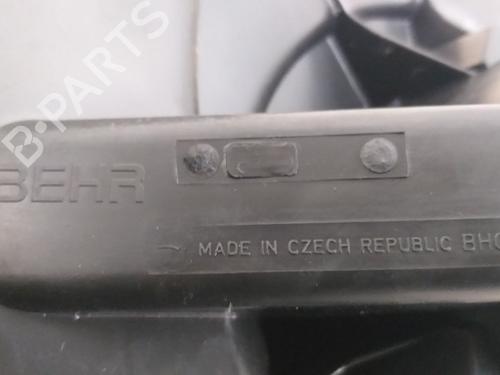 B-PARTS
BEHR
MADE IN CZECH REPUBLIC BHC